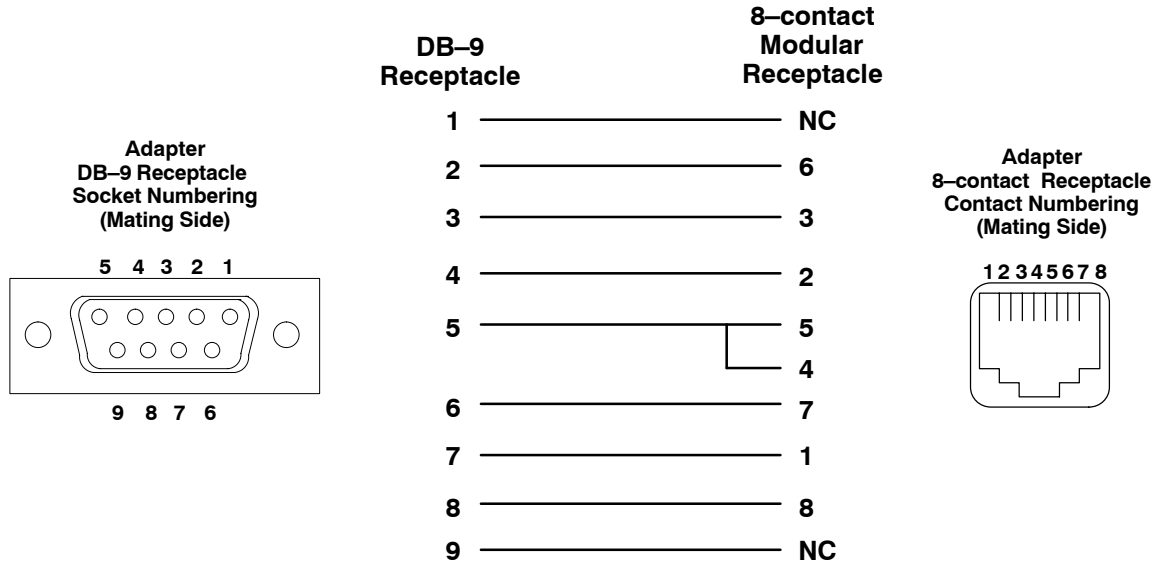 DB–9
Receptacle
8–contact
Modular
Receptacle
1 NC
2 6
3 3
4 2
5 5
4
6 7
7 1
8 8
9 NC
Adapter
DB–9 Receptacle
Socket Numbering
(Mating Side)
5 4 3 2 1
9 8 7 6
Adapter
8–contact Receptacle
Contact Numbering
(Mating Side)
1 2 3 4 5 6 7 8